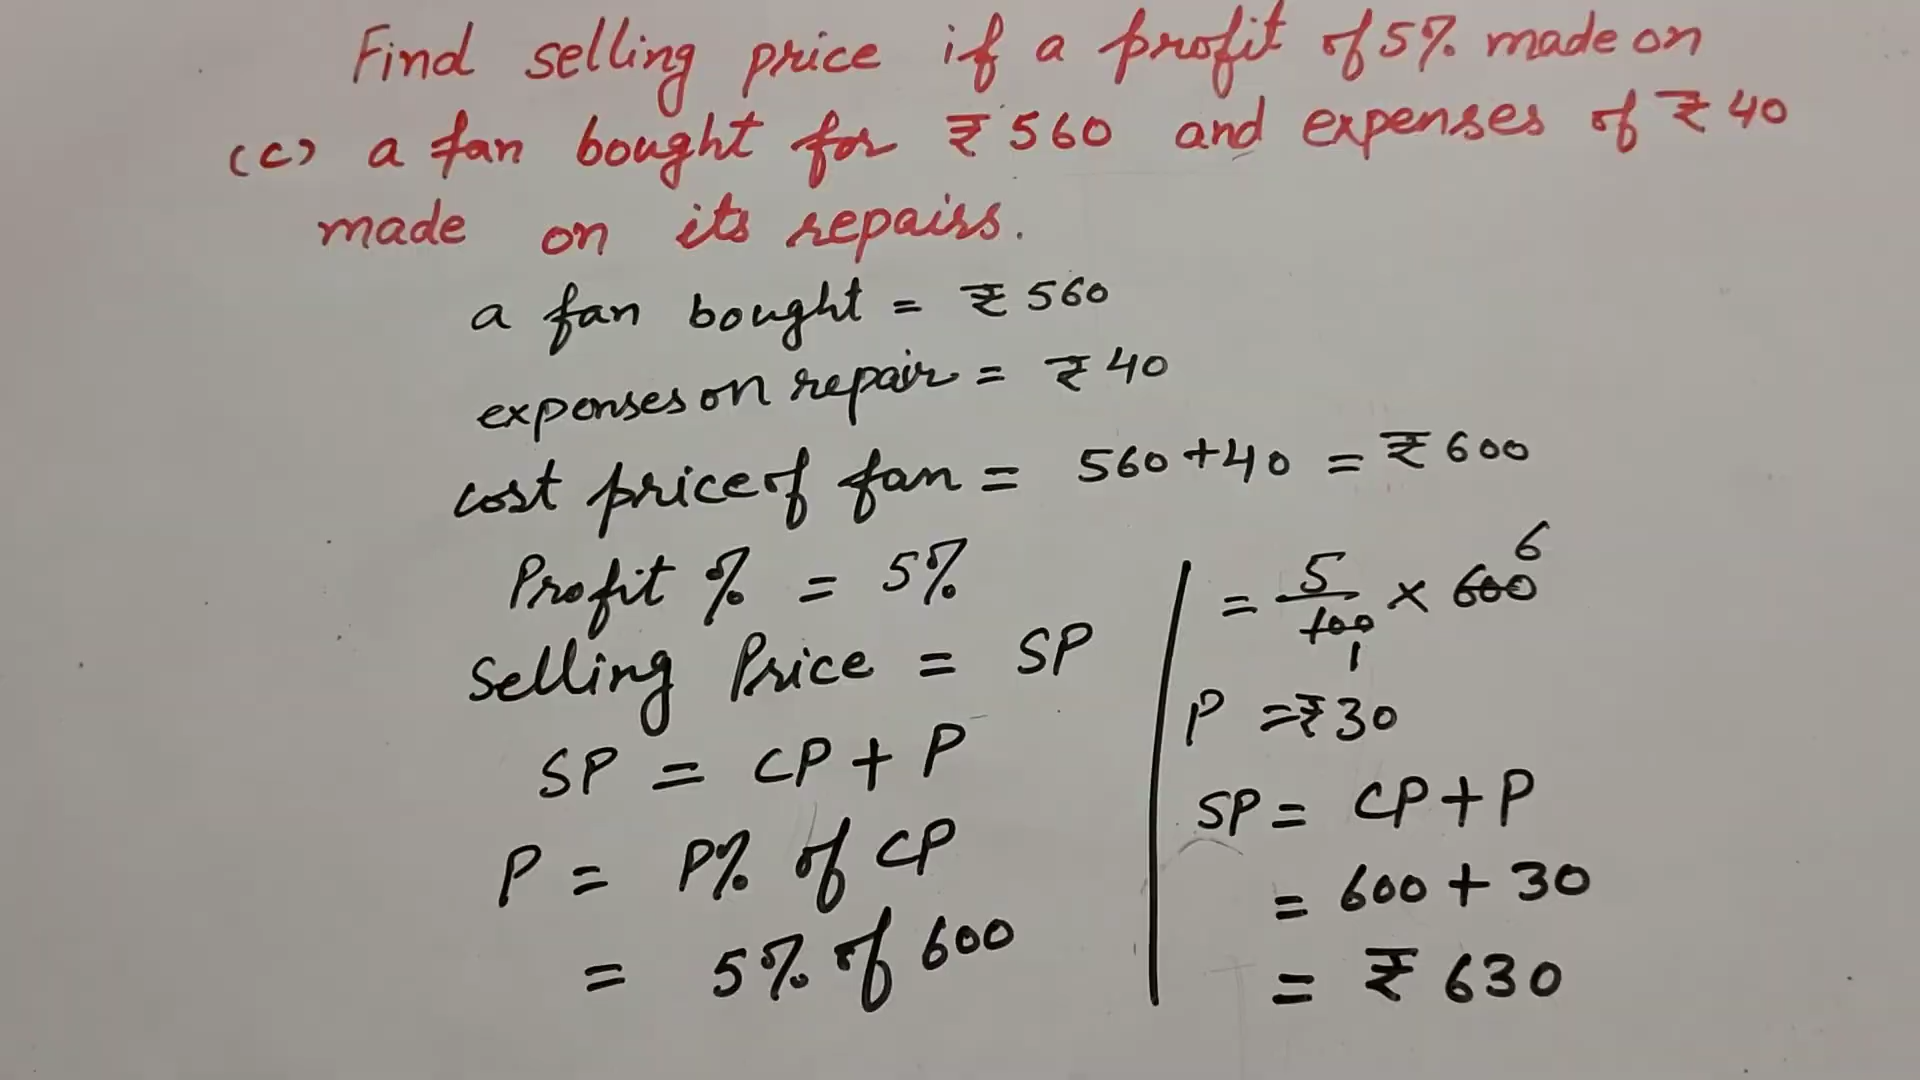 Find selling price if a profit of 5% made on
(c) a fan bought for ₹ 560 and expenses of ₹ 40
made on its repairs.
a fan bought = ₹ 560
expenses on repair = ₹ 40
cost price of fan = 560 + 40 = ₹ 600
Profit % = 5%
Selling Price = SP
SP = CP + P
P = P% of CP
= 5% of 600
= 5/100 × 600 6
1
P = ₹ 30
SP = CP + P
= 600 + 30
= ₹ 630